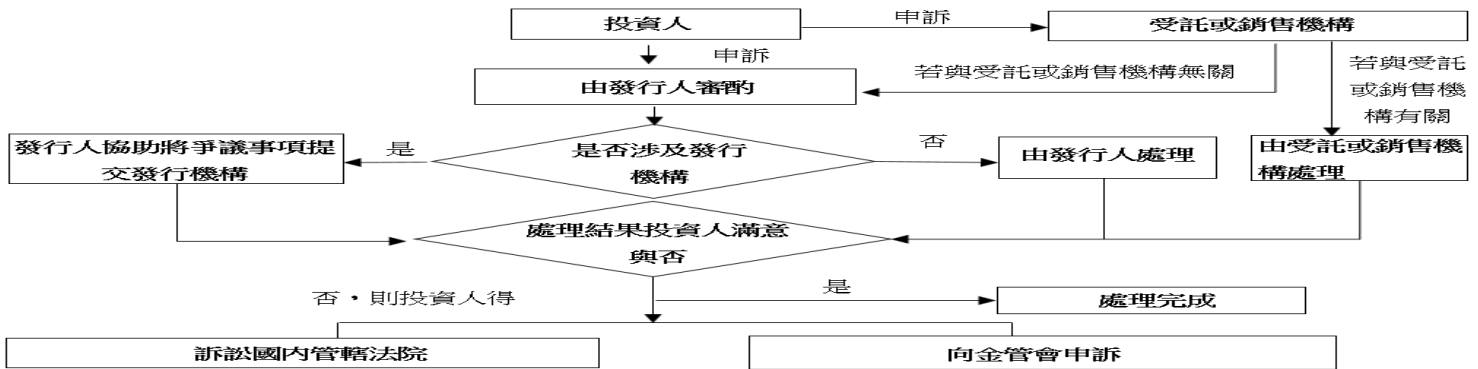 投資人
申訴
受託或銷售機構
申訴
由發行人審酌
若與受託或銷售機構無關
若與受託
或銷售機
構有關
發行人協助將爭議事項提
交發行機構
是
是否涉及發行
機構
否
由發行人處理
由受託或銷售機
構處理
處理結果投資人滿意
與否
否，則投資人得
是
處理完成
訴訟國內管轄法院
向金管會申訴